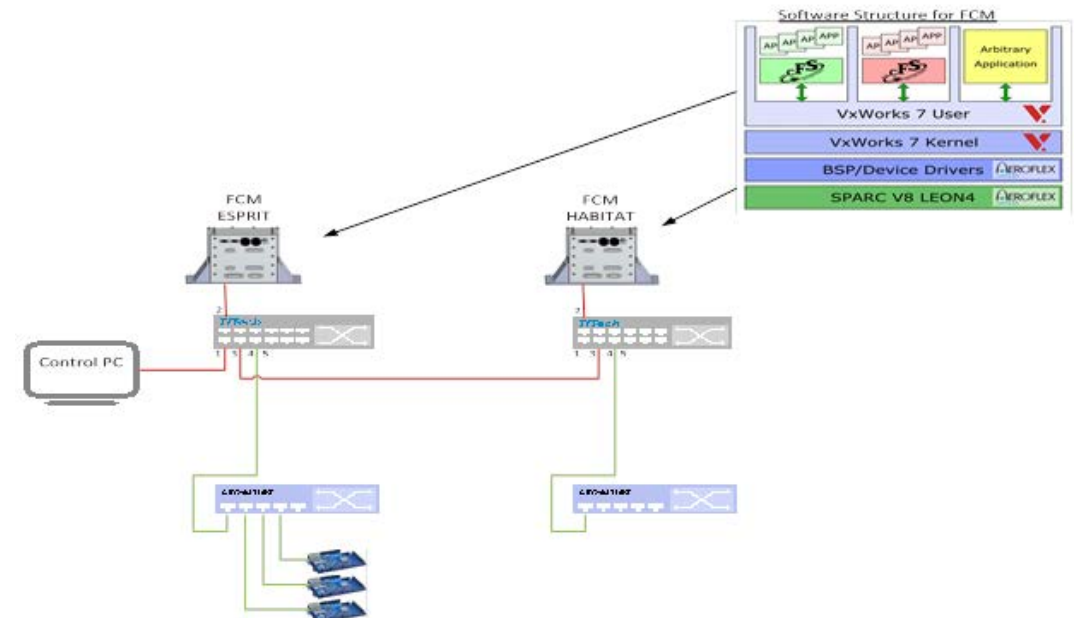 Software Structure for FCM
AP AP AP APP
AP AP AP APP
Arbitrary
Application
cFS
cFS
VxWorks 7 User
VxWorks 7 Kernel
BSP/Device Drivers
AEROFLEX
SPARC V8 LEON4
AEROFLEX
FCM
ESPRIT
FCM
HABITAT
2
2
TTTech
TTTech
1 3 4 5
1 3 4 5
Control PC